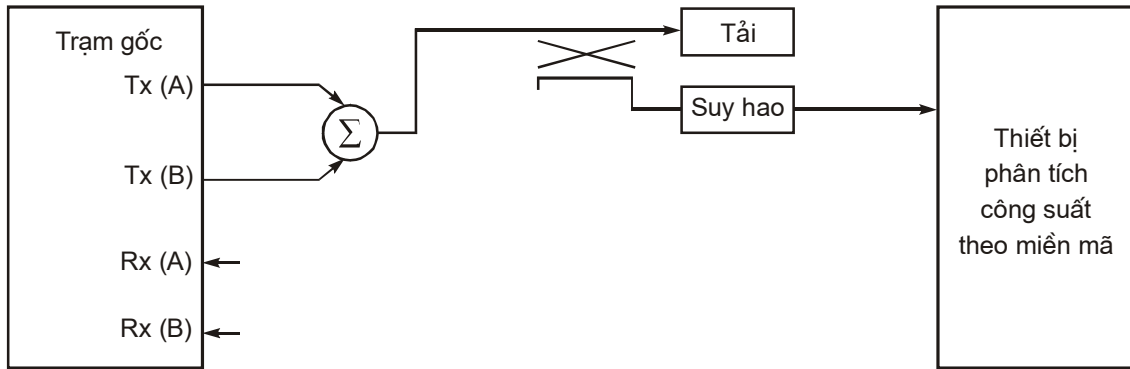 Trạm gốc
Tx (A)
Tx (B)
Rx (A)
Rx (B)
Σ
Tải
Suy hao
Thiết bị
phân tích
công suất
theo miền mã